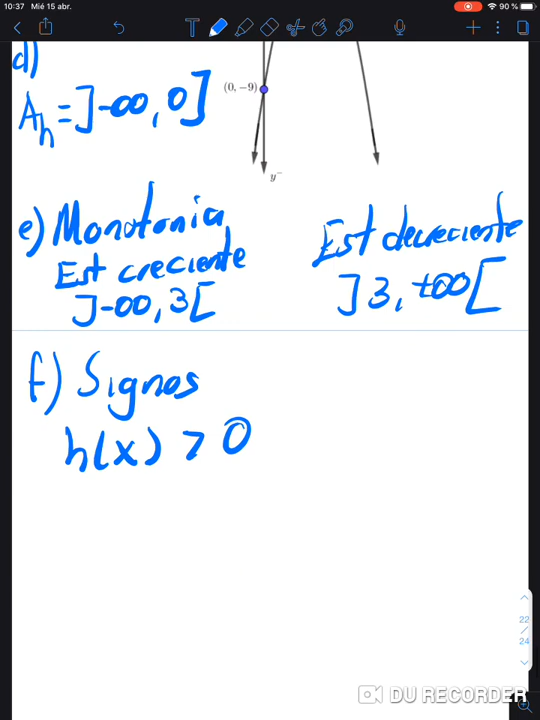 10:37 Mié 15 abr.
90 %
d)
(0, −9)
A_h = ]-∞, 0]
y⁻
e) Monotonía
Est creciente
]-∞, 3[
Est decreciente
]3, +∞[
f) Signos
h(x) > 0
22
/
24
DU RECORDER